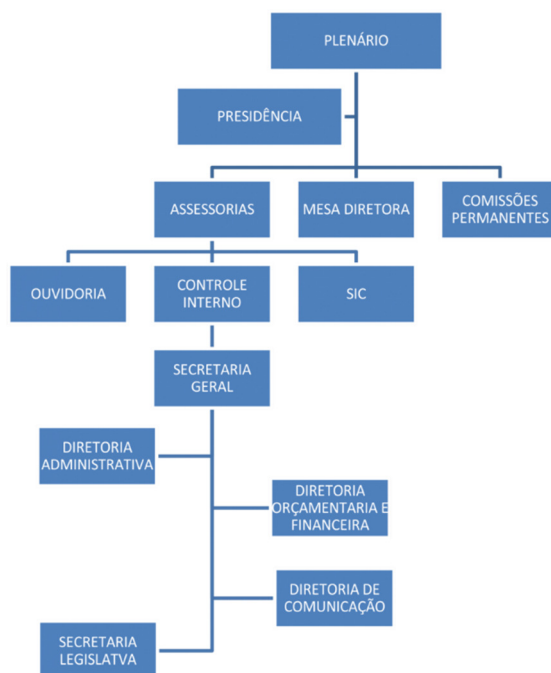 PLENÁRIO
PRESIDÊNCIA
ASSESSORIAS
MESA DIRETORA
COMISSÕES
PERMANENTES
OUVIDORIA
CONTROLE
INTERNO
SIC
SECRETARIA
GERAL
DIRETORIA
ADMINISTRATIVA
DIRETORIA
ORÇAMENTARIA E
FINANCEIRA
DIRETORIA DE
COMUNICAÇÃO
SECRETARIA
LEGISLATVA